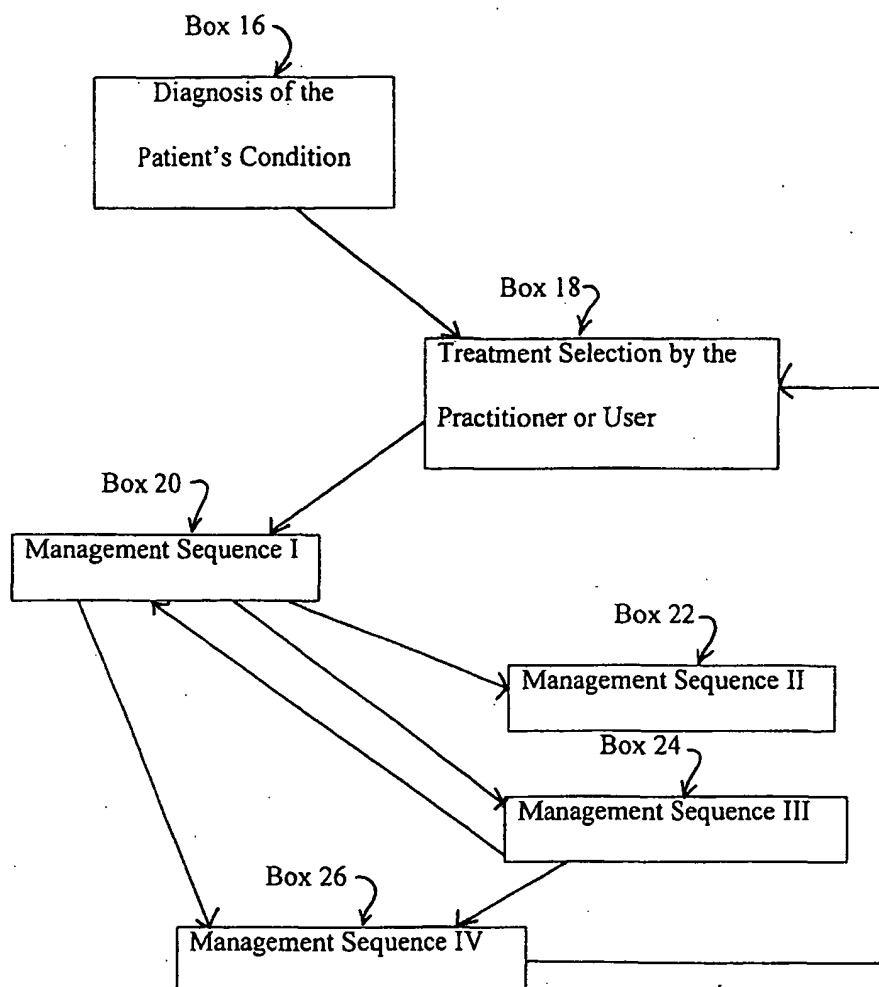 Box 16
Diagnosis of the
Patient's Condition
Box 18
Treatment Selection by the
Practitioner or User
Box 20
Management Sequence I
Box 22
Management Sequence II
Box 24
Management Sequence III
Box 26
Management Sequence IV